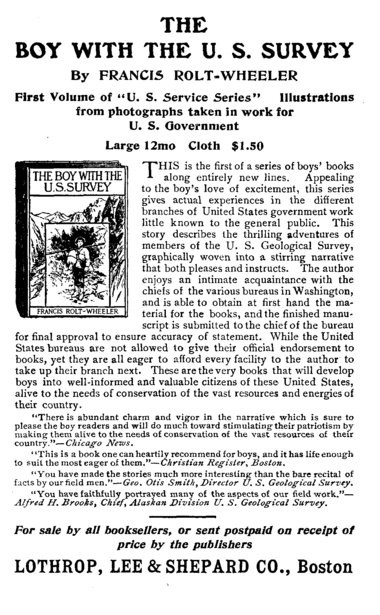 THE
BOY WITH THE U. S. SURVEY
By FRANCIS ROLT-WHEELER
First Volume of "U. S. Service Series" Illustrations
from photographs taken in work for
U. S. Government
Large 12mo Cloth $1.50
THE BOY WITH THE
U.S. SURVEY
FRANCIS ROLT-WHEELER
THIS is the first of a series of boys' books
along entirely new lines. Appealing
to the boy's love of excitement, this series
gives actual experiences in the different
branches of United States government work
little known to the general public. This
story describes the thrilling adventures of
members of the U. S. Geological Survey,
graphically woven into a stirring narrative
that both pleases and instructs. The author
enjoys an intimate acquaintance with the
chiefs of the various bureaus in Washington,
and is able to obtain at first hand the ma-
terial for the books, and the finished manu-
script is submitted to the chief of the bureau
for final approval to ensure accuracy of statement. While the United
States bureaus are not allowed to give their official endorsement to
books, yet they are all eager to afford every facility to the author to
take up their branch next. These are the very books that will develop
boys into well-informed and valuable citizens of these United States,
alive to the needs of conservation of the vast resources and energies of
their country.
"There is abundant charm and vigor in the narrative which is sure to
please the boy readers and will do much toward stimulating their patriotism by
making them alive to the needs of conservation of the vast resources of their
country."—Chicago News.
"This is a book one can heartily recommend for boys, and it has life enough
to suit the most eager of them."—Christian Register, Boston.
"You have made the stories much more interesting than the bare recital of
facts by our field men."—Geo. Otis Smith, Director U. S. Geological Survey.
"You have faithfully portrayed many of the aspects of our field work."—
Alfred H. Brooks, Chief, Alaskan Division U. S. Geological Survey.
For sale by all booksellers, or sent postpaid on receipt of
price by the publishers
LOTHROP, LEE & SHEPARD CO., Boston